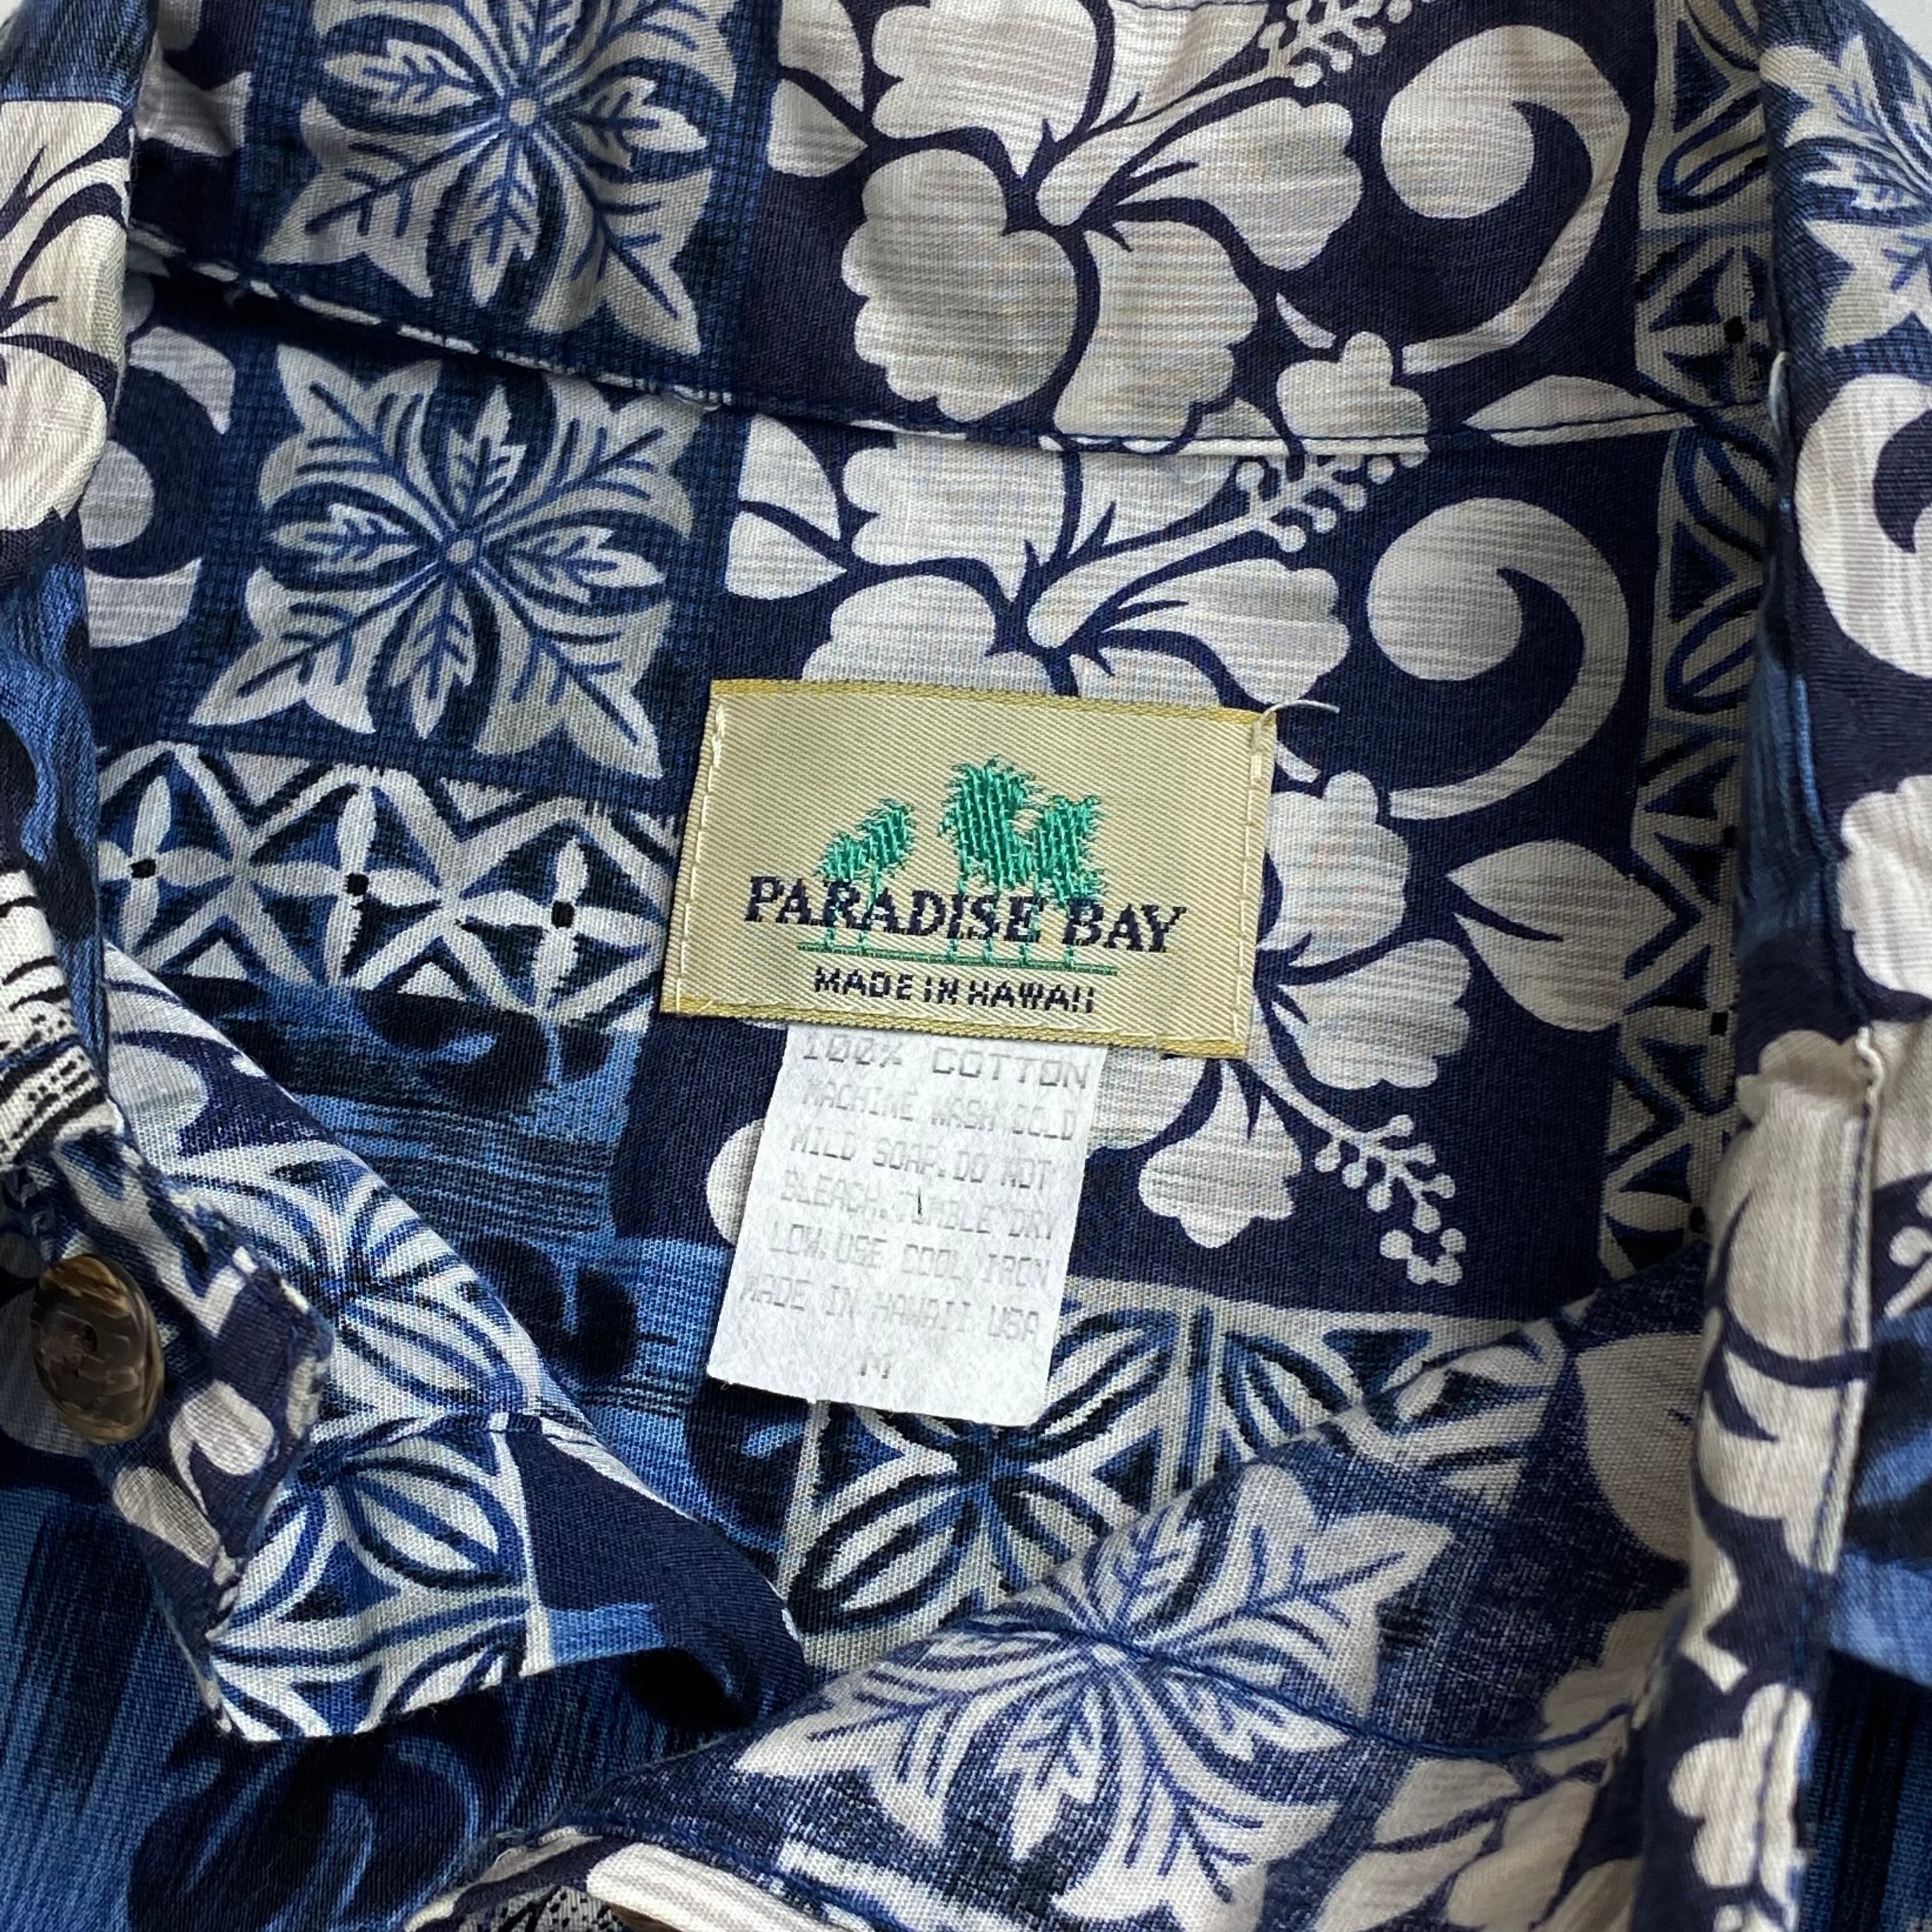 PARADISE BAY
MADE IN HAWAII
100% COTTON
MACHINE WASH COLD
MILD SOAP.DO NOT
BLEACH.TUMBLE DRY
LOW.USE COOL IRON
MADE IN HAWAII USA
M